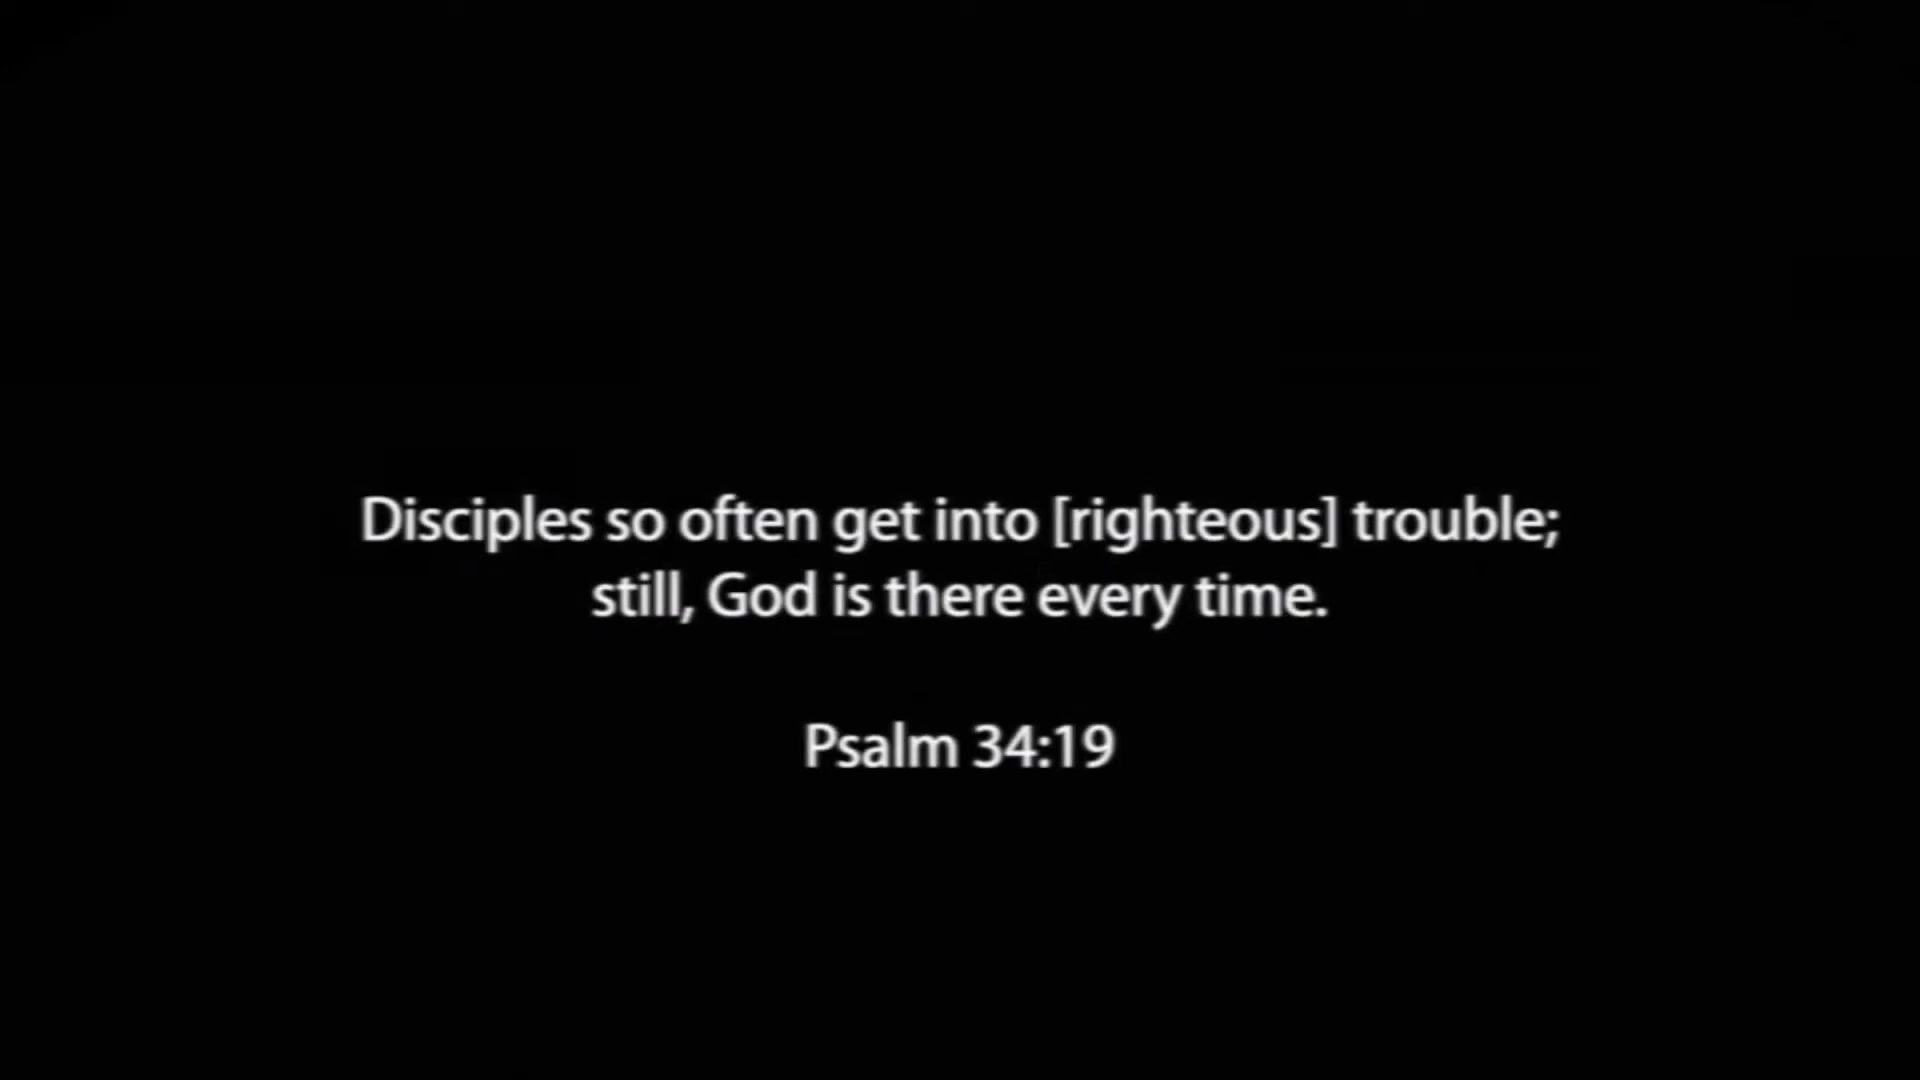 Disciples so often get into [righteous] trouble;
still, God is there every time.
Psalm 34:19